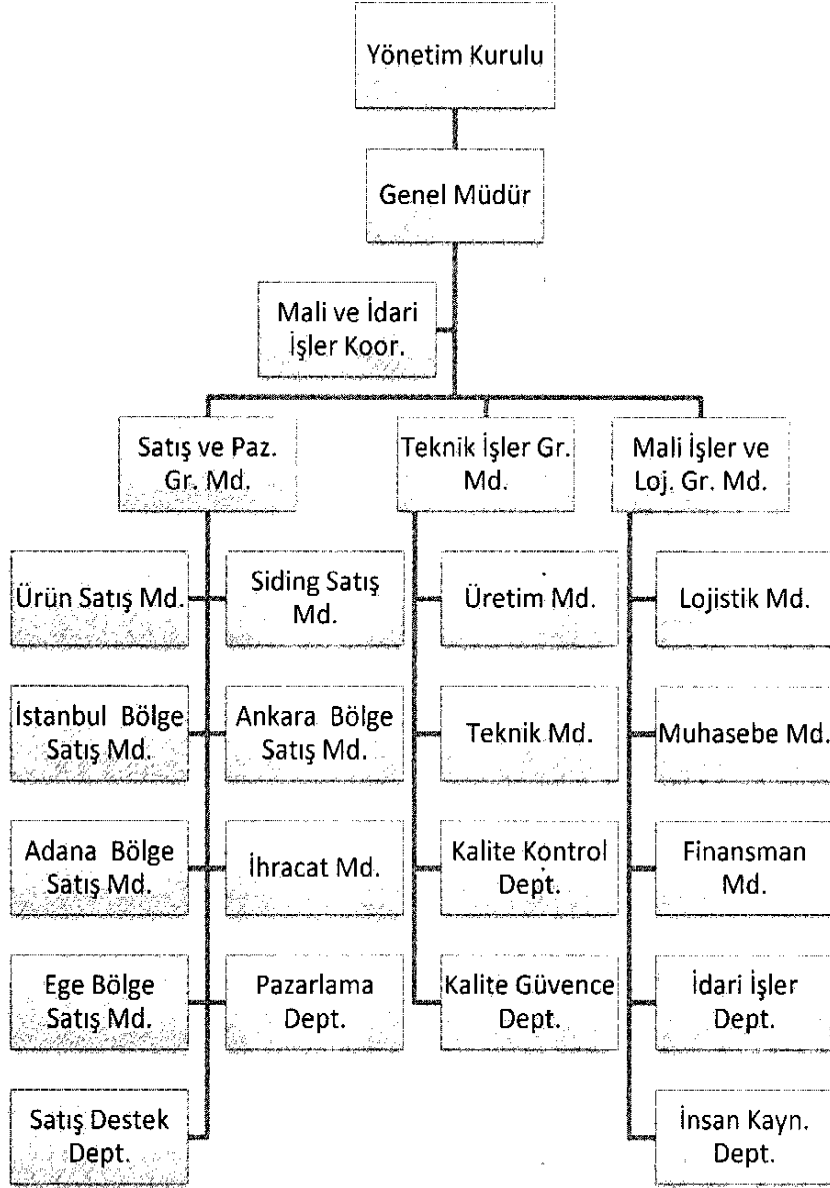 Yönetim Kurulu
Genel Müdür
Mali ve İdari
İşler Koor.
Satış ve Paz.
Gr. Md.
Teknik İşler Gr.
Md.
Mali İşler ve
Loj. Gr. Md.
Ürün Satış Md.
Siding Satış
Md.
Üretim Md.
Lojistik Md.
İstanbul Bölge
Satış Md.
Ankara Bölge
Satış Md.
Teknik Md.
Muhasebe Md.
Adana Bölge
Satış Md.
İhracat Md.
Kalite Kontrol
Dept.
Finansman
Md.
Ege Bölge
Satış Md.
Pazarlama
Dept.
Kalite Güvence
Dept.
İdari İşler
Dept.
Satış Destek
Dept.
İnsan Kayn.
Dept.